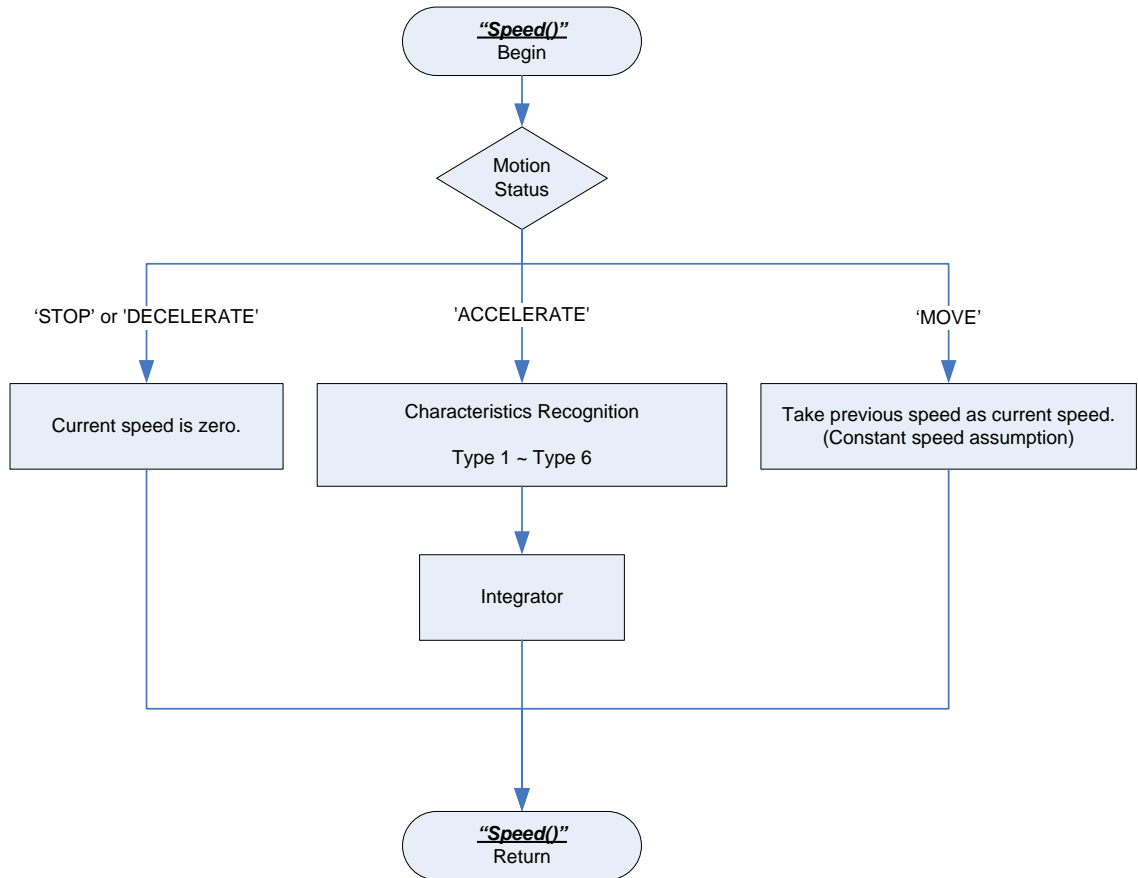 “Speed()”
Begin
Motion
Status
‘STOP’ or 'DECELERATE'
'ACCELERATE'
‘MOVE’
Current speed is zero.
Characteristics Recognition
Type 1 ~ Type 6
Take previous speed as current speed.
(Constant speed assumption)
Integrator
“Speed()”
Return